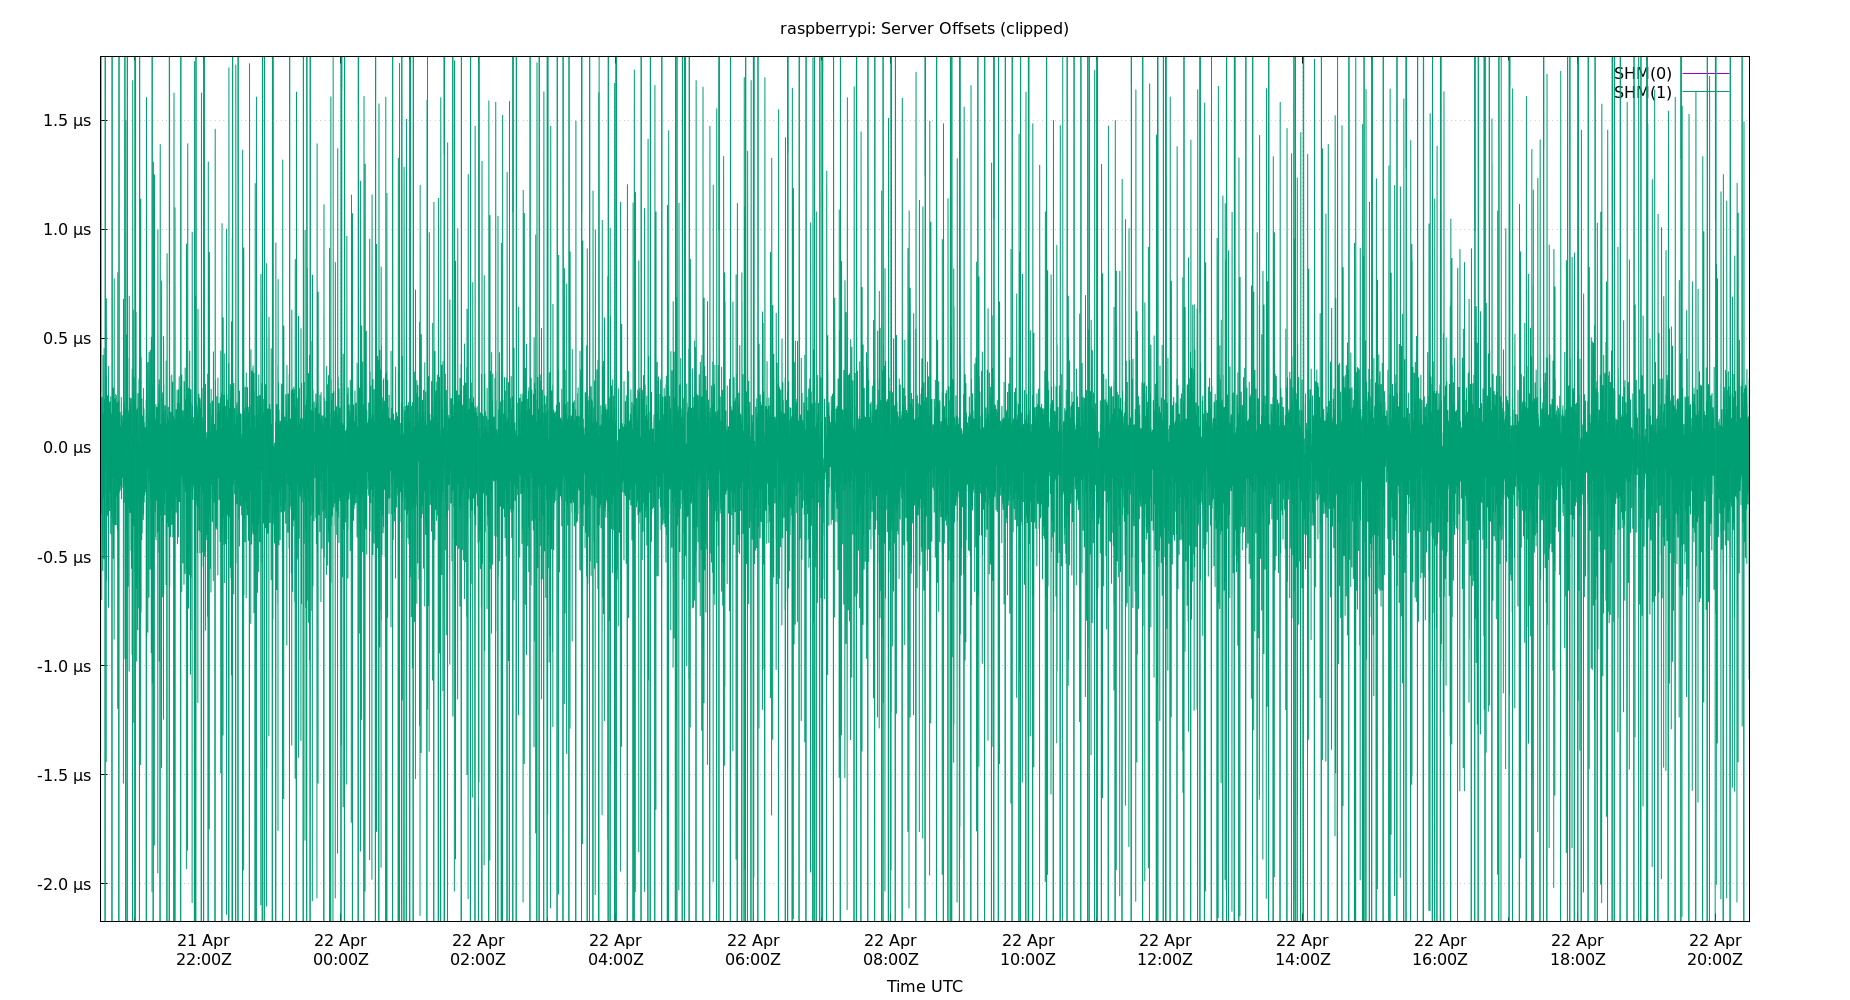 raspberrypi: Server Offsets (clipped)
SHM(0)
SHM(1)
1.5 µs
1.0 µs
0.5 µs
0.0 µs
-0.5 µs
-1.0 µs
-1.5 µs
-2.0 µs
21 Apr 22 Apr 22 Apr 22 Apr 22 Apr 22 Apr 22 Apr 22 Apr 22 Apr 22 Apr 22 Apr 22 Apr
22:00Z 00:00Z 02:00Z 04:00Z 06:00Z 08:00Z 10:00Z 12:00Z 14:00Z 16:00Z 18:00Z 20:00Z
Time UTC